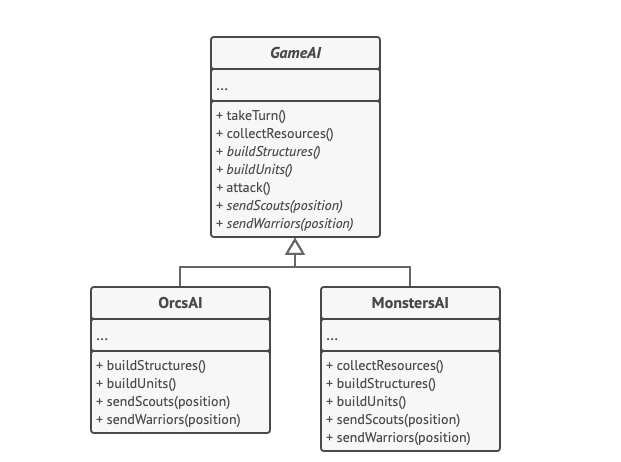 GameAI
...
+ takeTurn()
+ collectResources()
+ buildStructures()
+ buildUnits()
+ attack()
+ sendScouts(position)
+ sendWarriors(position)
OrcsAI
...
+ buildStructures()
+ buildUnits()
+ sendScouts(position)
+ sendWarriors(position)
MonstersAI
...
+ collectResources()
+ buildStructures()
+ buildUnits()
+ sendScouts(position)
+ sendWarriors(position)